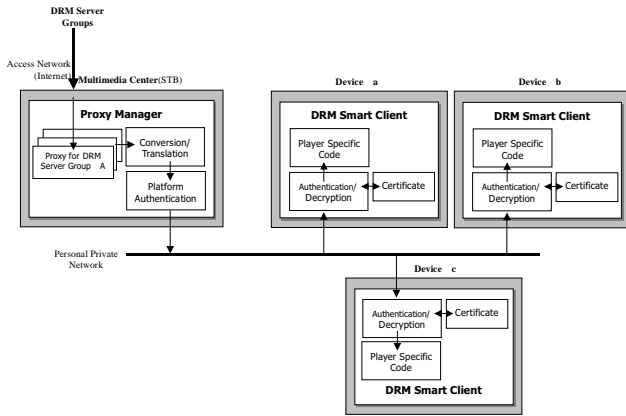 DRM Server
Groups
Access Network
(Internet)
Multimedia Center(STB)
Proxy Manager
Proxy for DRM
Server Group A
Conversion/
Translation
Platform
Authentication
Device a
DRM Smart Client
Player Specific
Code
Authentication/
Decryption
Certificate
Device b
DRM Smart Client
Player Specific
Code
Authentication/
Decryption
Certificate
Personal Private
Network
Device c
Authentication/
Decryption
Certificate
Player Specific
Code
DRM Smart Client